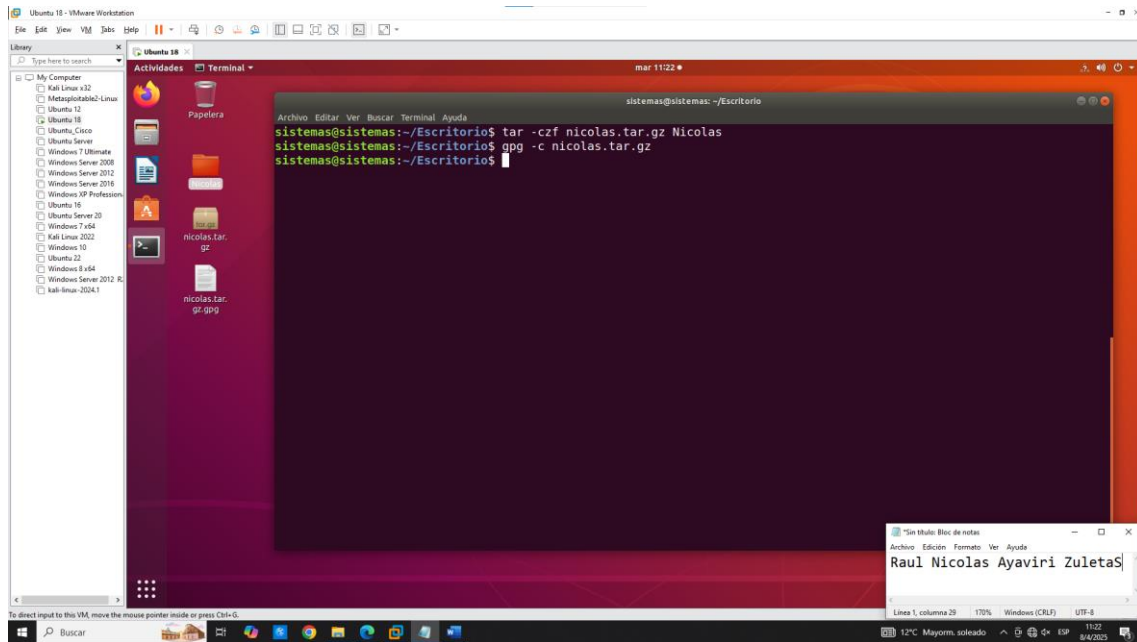 Ubuntu 18 - VMware Workstation
File Edit View VM Tabs Help
Library
Type here to search
My Computer
Kali Linux x32
Metasploitable2-Linux
Ubuntu 12
Ubuntu 18
Ubuntu_Cisco
Ubuntu Server
Windows 7 Ultimate
Windows Server 2008
Windows Server 2012
Windows Server 2016
Windows XP Profession
Ubuntu 16
Ubuntu Server 20
Windows 7 x64
Kali Linux 2022
Windows 10
Ubuntu 22
Windows 8 x64
Windows Server 2012 R
kali-linux-2024.1
Ubuntu 18
Actividades Terminal mar 11:22
Papelera
Nicolas
tar.gz
nicolas.tar.
gz
nicolas.tar.
gz.gpg
sistemas@sistemas: ~/Escritorio
Archivo Editar Ver Buscar Terminal Ayuda
sistemas@sistemas:~/Escritorio$ tar -czf nicolas.tar.gz Nicolas
sistemas@sistemas:~/Escritorio$ gpg -c nicolas.tar.gz
sistemas@sistemas:~/Escritorio$
*Sin título: Bloc de notas
Archivo Edición Formato Ver Ayuda
Raul Nicolas Ayaviri ZuletaS
Línea 1, columna 29 170% Windows (CRLF) UTF-8
To direct input to this VM, move the mouse pointer inside or press Ctrl+G.
Buscar
12°C Mayorm. soleado ESP 11:22
8/4/2025